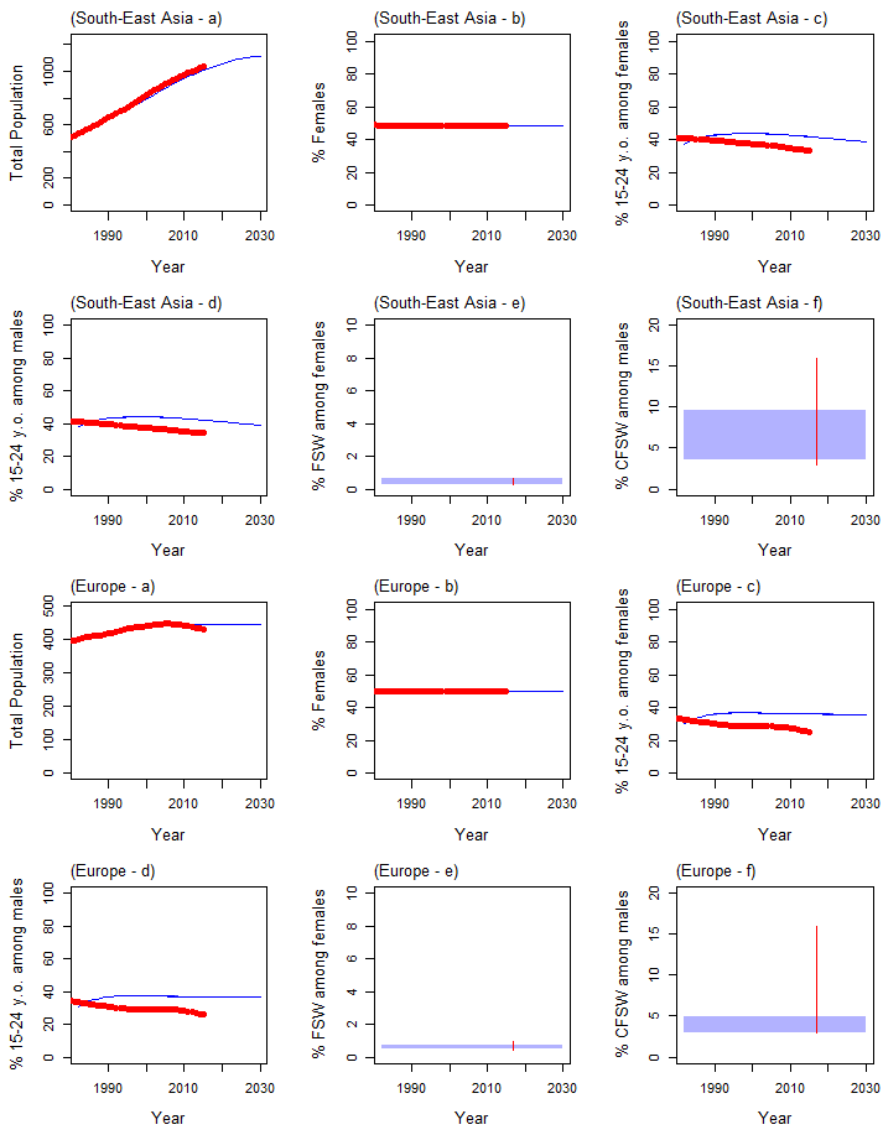 (South-East Asia - a)
Total Population
0 200 600 1000
1990 2010 2030
Year
(South-East Asia - b)
% Females
0 20 40 60 80 100
1990 2010 2030
Year
(South-East Asia - c)
% 15-24 y.o. among females
0 20 40 60 80 100
1990 2010 2030
Year
(South-East Asia - d)
% 15-24 y.o. among males
0 20 40 60 80 100
1990 2010 2030
Year
(South-East Asia - e)
% FSW among females
0 2 4 6 8 10
1990 2010 2030
Year
(South-East Asia - f)
% CFSW among males
0 5 10 15 20
1990 2010 2030
Year
(Europe - a)
Total Population
0 100 200 300 400 500
1990 2010 2030
Year
(Europe - b)
% Females
0 20 40 60 80 100
1990 2010 2030
Year
(Europe - c)
% 15-24 y.o. among females
0 20 40 60 80 100
1990 2010 2030
Year
(Europe - d)
% 15-24 y.o. among males
0 20 40 60 80 100
1990 2010 2030
Year
(Europe - e)
% FSW among females
0 2 4 6 8 10
1990 2010 2030
Year
(Europe - f)
% CFSW among males
0 5 10 15 20
1990 2010 2030
Year